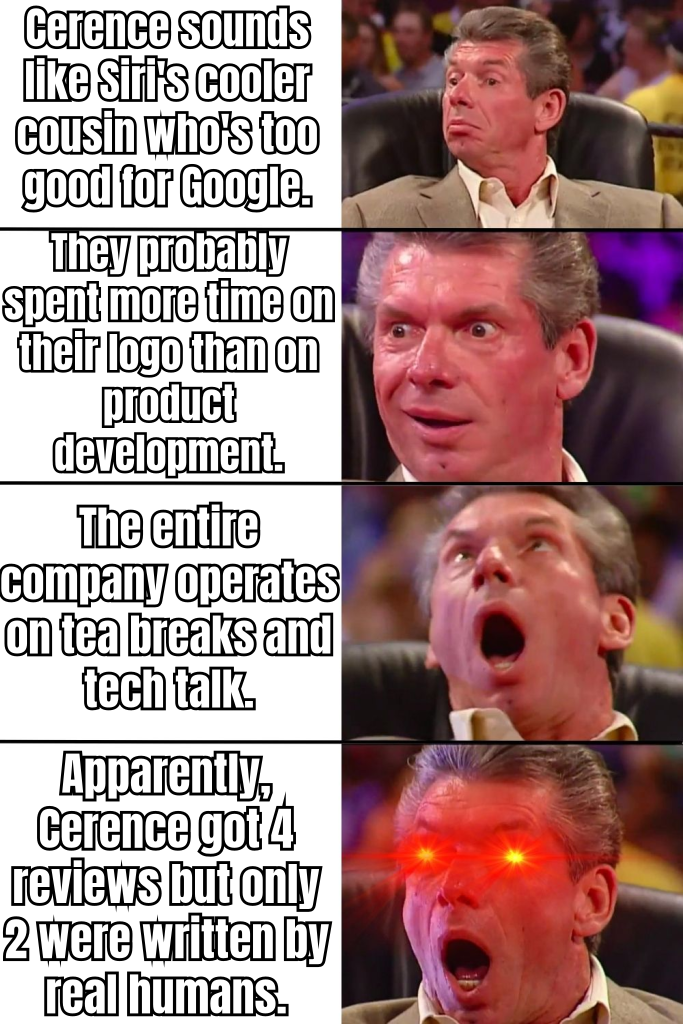 Cerence sounds
like Siri's cooler
cousin who's too
good for Google.
They probably
spent more time on
their logo than on
product
development.
The entire
company operates
on tea breaks and
tech talk.
Apparently,
Cerence got 4
reviews but only
2 were written by
real humans.